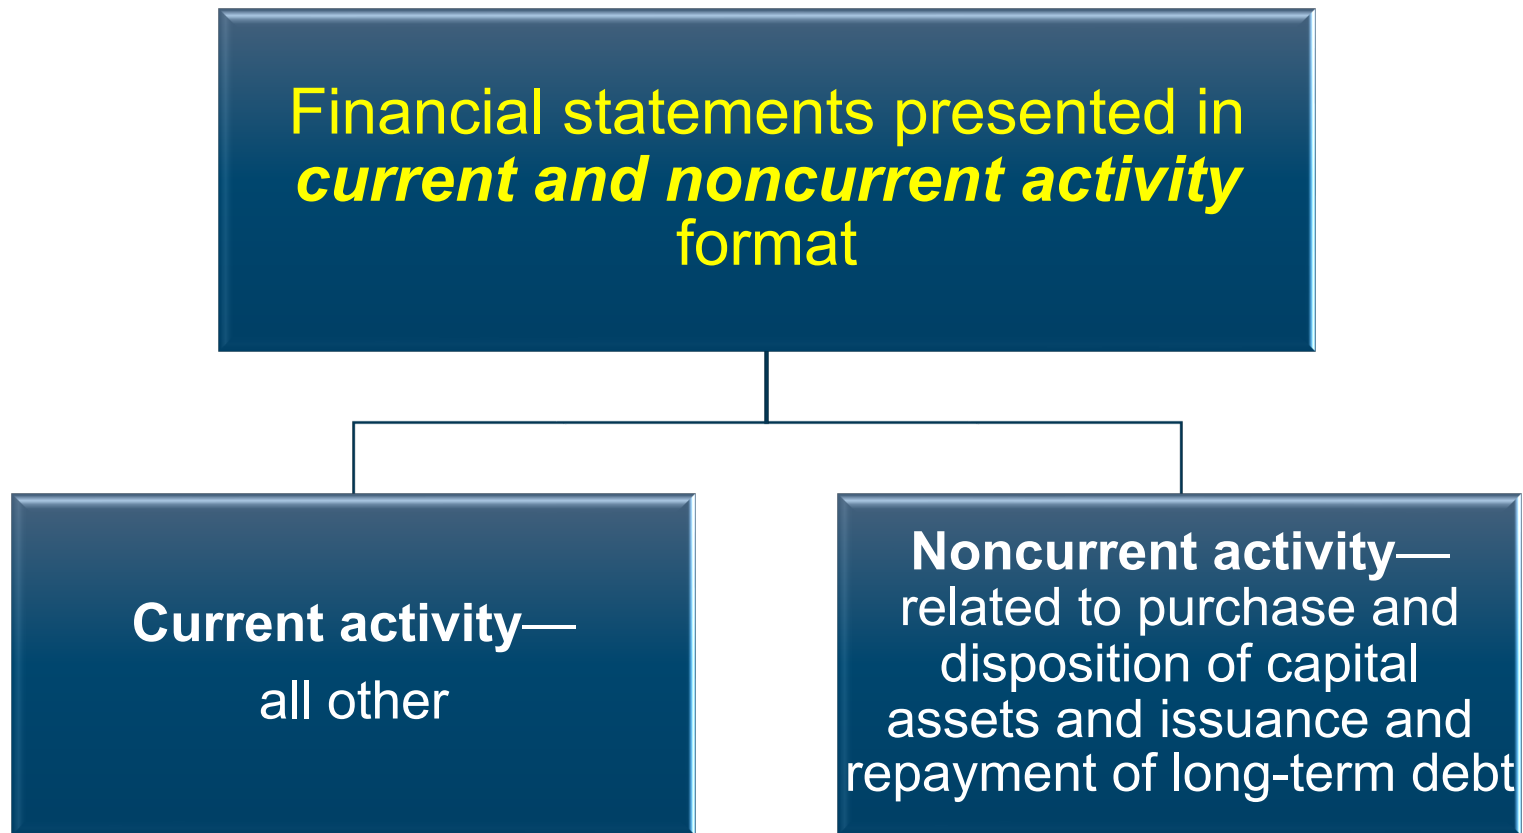 Financial statements presented in
current and noncurrent activity
format
Current activity—
all other
Noncurrent activity—
related to purchase and
disposition of capital
assets and issuance and
repayment of long-term debt